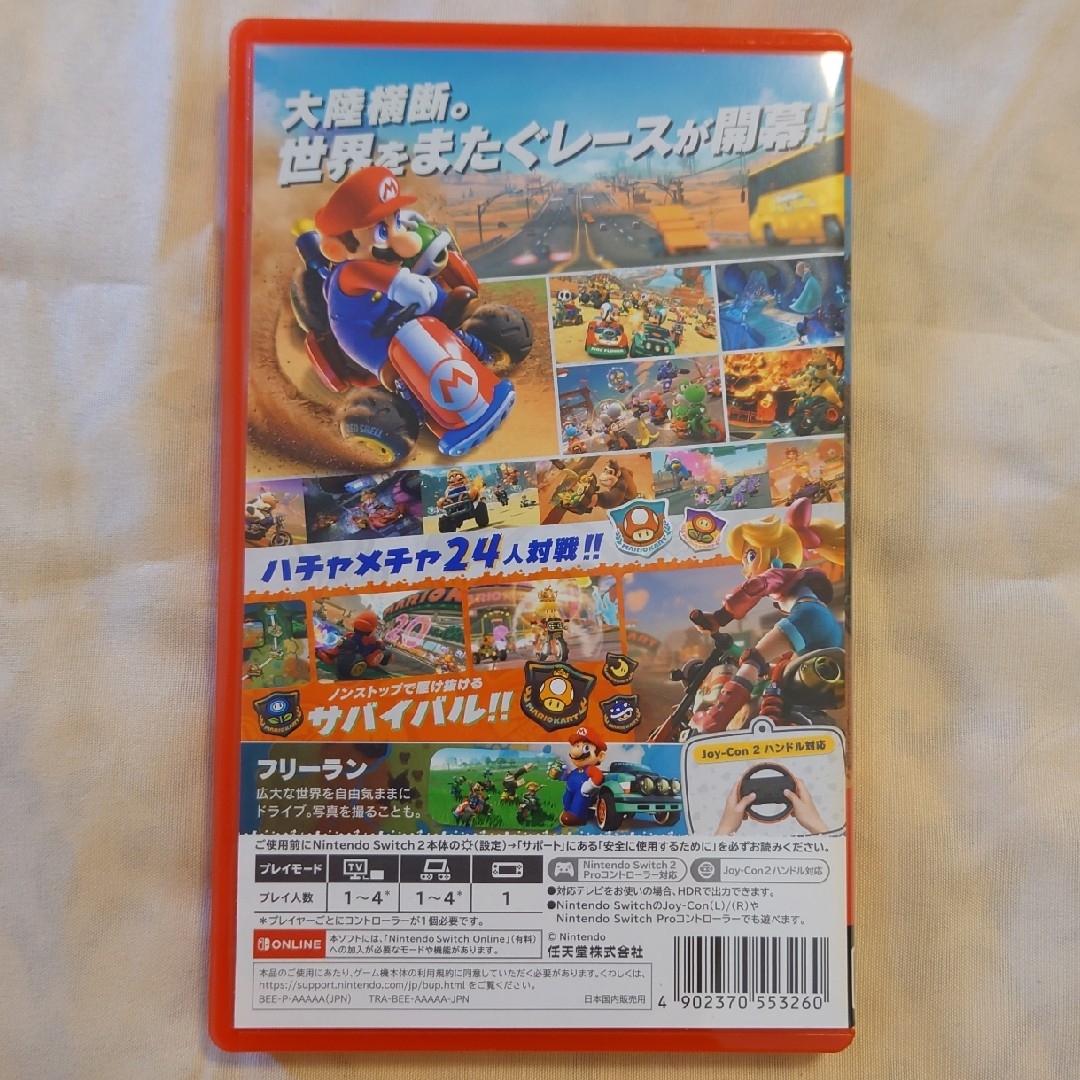 大陸横断。
世界をまたぐレースが開幕!
ハチャメチャ24人対戦!!
MARIO KART
ノンストップで駆け抜ける
サバイバル!!
MARIO KART
フリーラン
広大な世界を自由気ままに
ドライブ。写真を撮ることも。
Joy-Con 2 ハンドル対応
ご使用前にNintendo Switch 2 本体の(設定)→「サポート」にある「安全に使用するために」を必ずお読みください。
プレイモード TV
プレイ人数 1～4* 1～4* 1
*プレイヤーごとにコントローラーが1個必要です。
Nintendo Switch 2
Proコントローラー対応
Joy-Con 2ハンドル対応
●対応テレビをお使いの場合、HDRで出力できます。
●Nintendo SwitchのJoy-Con(L)/(R)や
Nintendo Switch Proコントローラーでも遊べます。
ONLINE
本ソフトには、「Nintendo Switch Online」(有料)
への加入が必要なモードや機能があります。
© Nintendo
任天堂株式会社
本品のご使用にあたり、ゲーム機本体の利用規約に同意していただく必要があります。くわしくは、
https://support.nintendo.com/jp/bup.html をご覧ください。
BEE-P-AAAAA(JPN) TRA-BEE-AAAAA-JPN 日本国内販売用
4 902370 553260